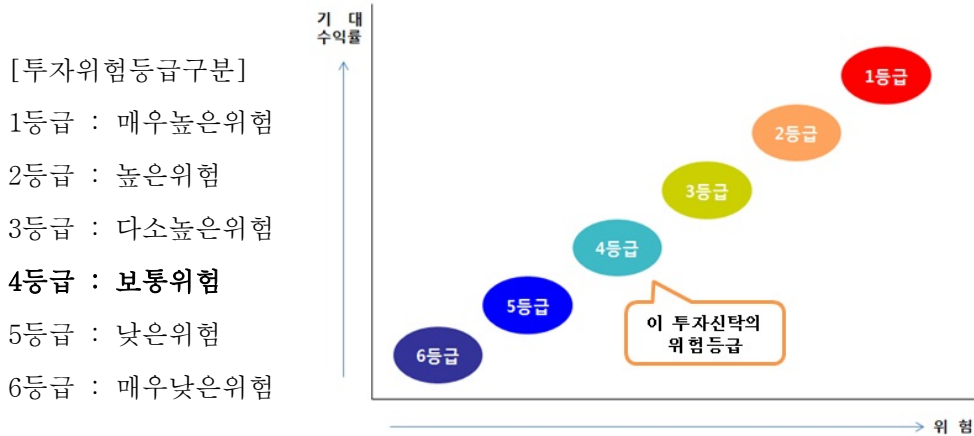 [투자위험등급구분]
1등급 : 매우높은위험
2등급 : 높은위험
3등급 : 다소높은위험
4등급 : 보통위험
5등급 : 낮은위험
6등급 : 매우낮은위험
기 대
수익률
1등급
2등급
3등급
4등급
5등급
6등급
이 투자신탁의
위험등급
위 험